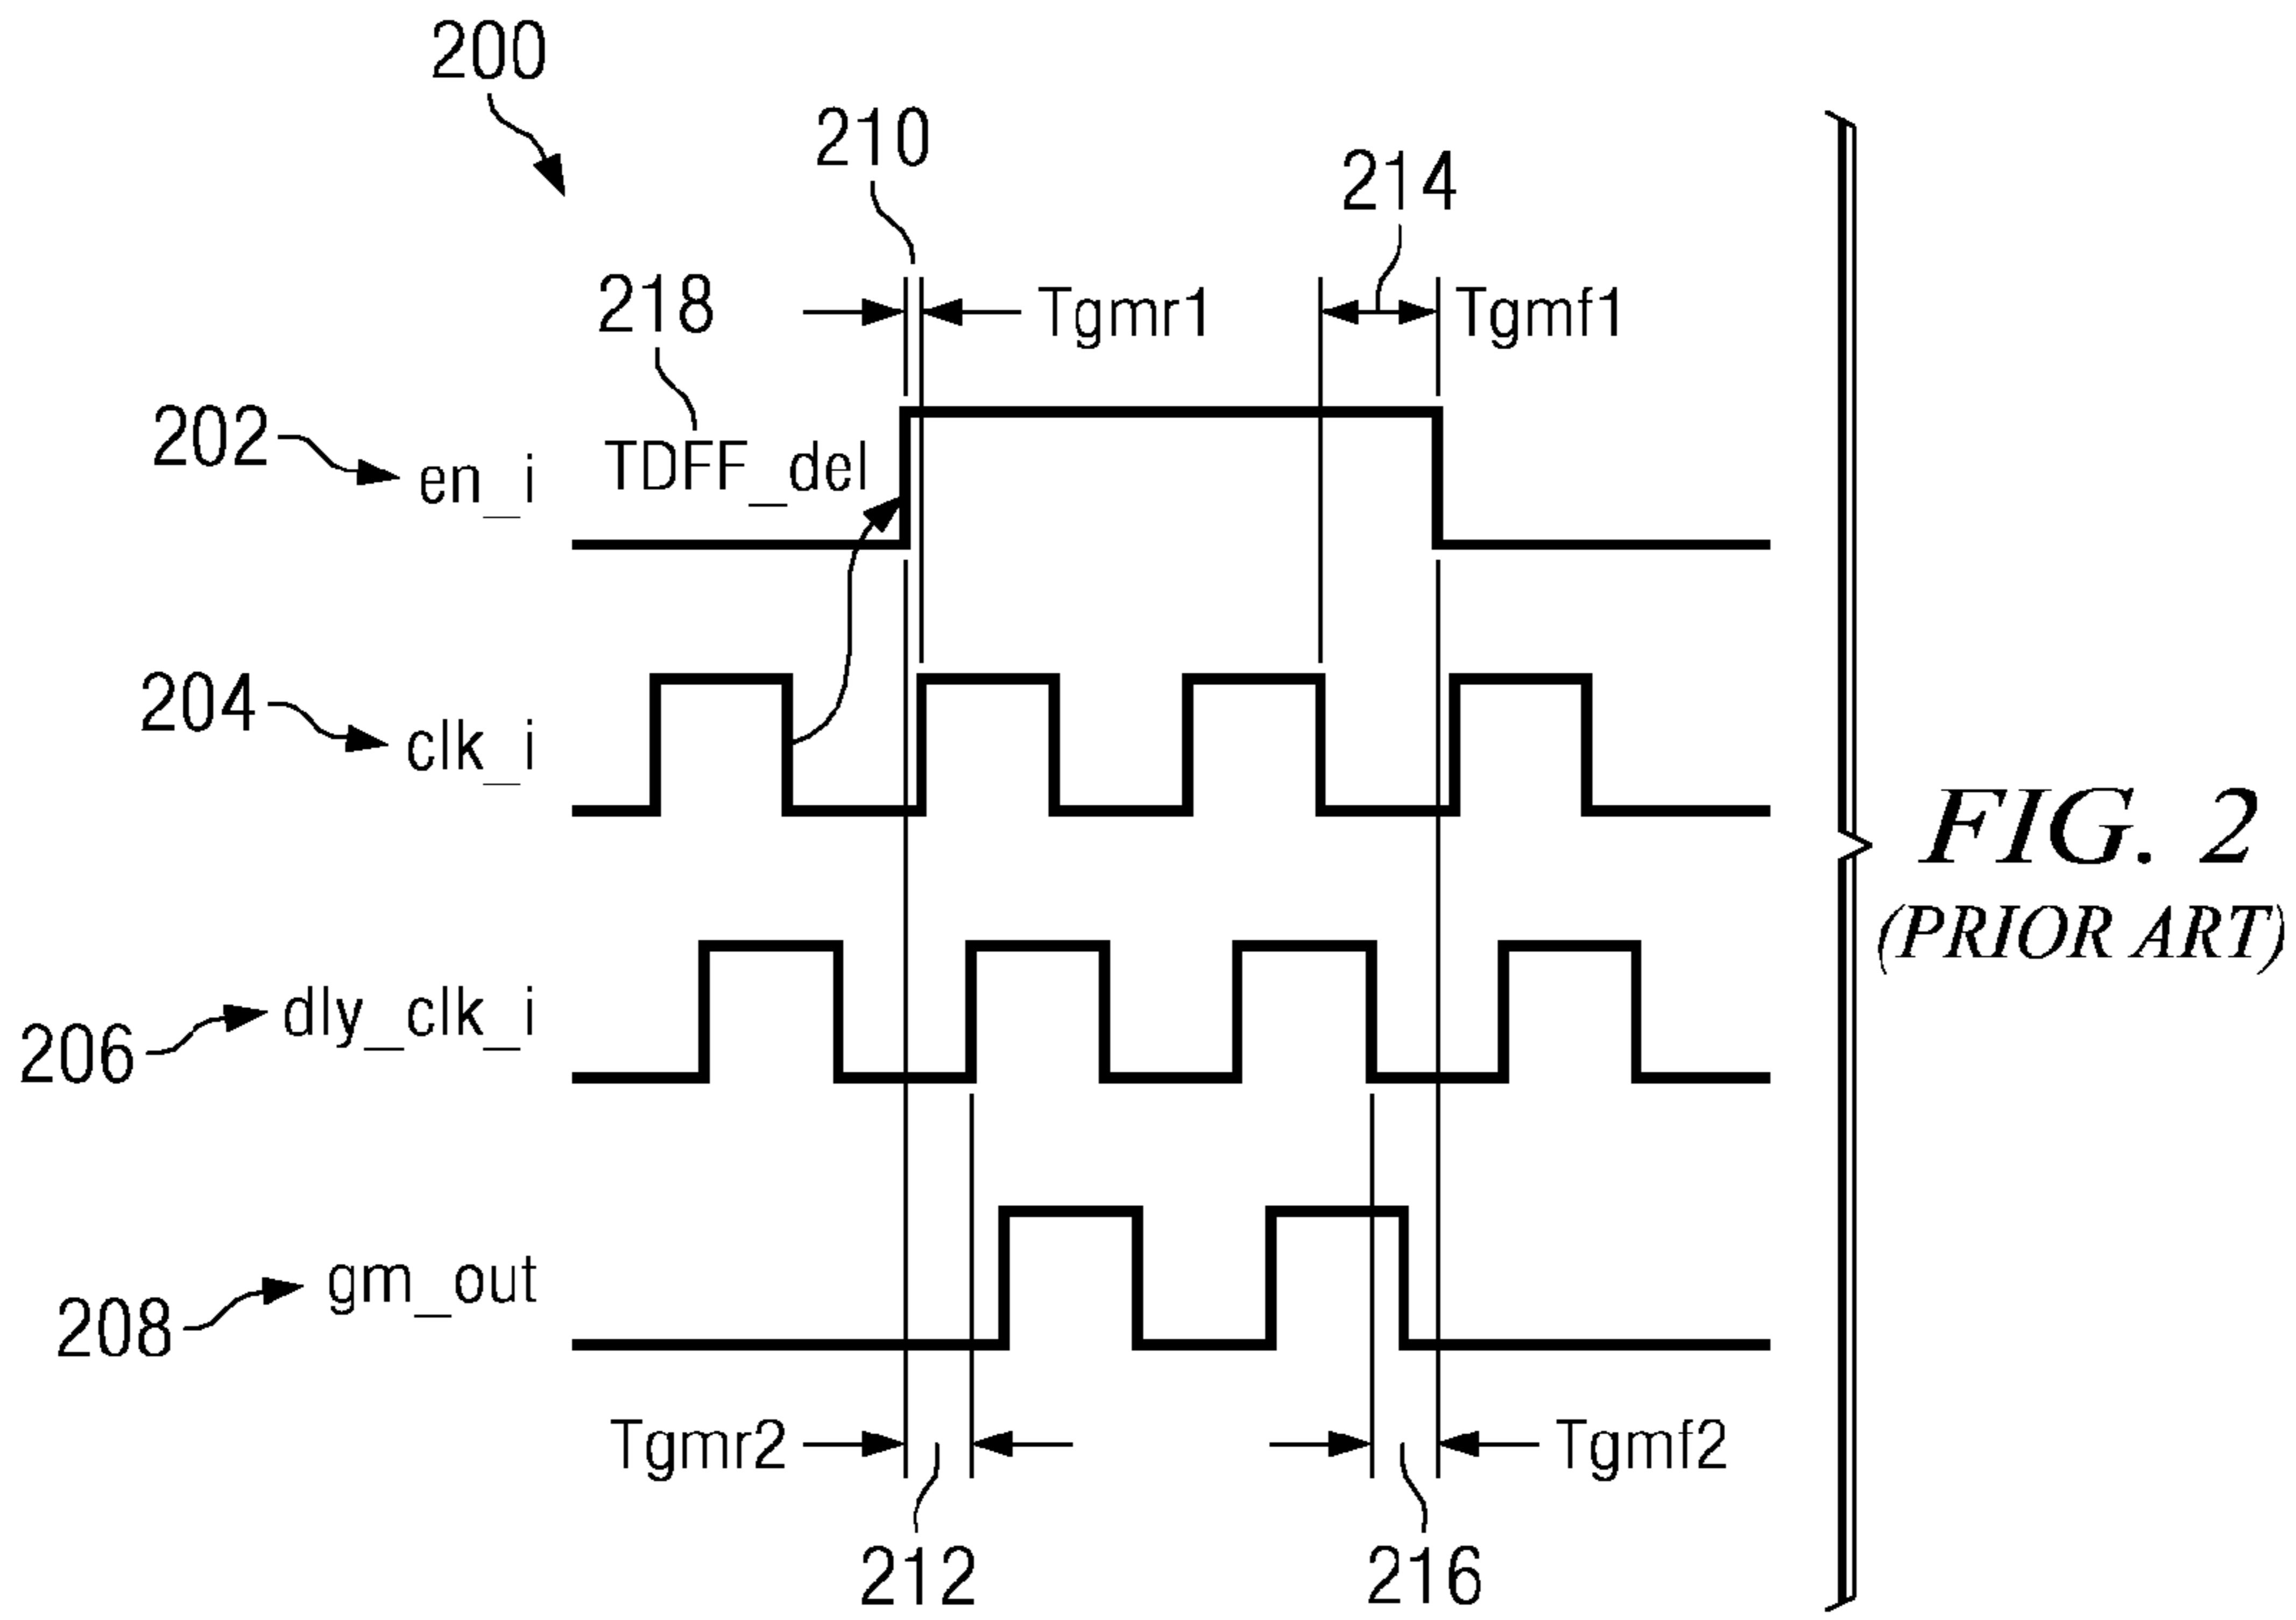 200
210
214
218
Tgmr1
Tgmf1
202
TDFF_del
en_i
204
clk_i
FIG. 2
(PRIOR ART)
206
dly_clk_i
208
gm_out
Tgmr2
Tgmf2
212
216